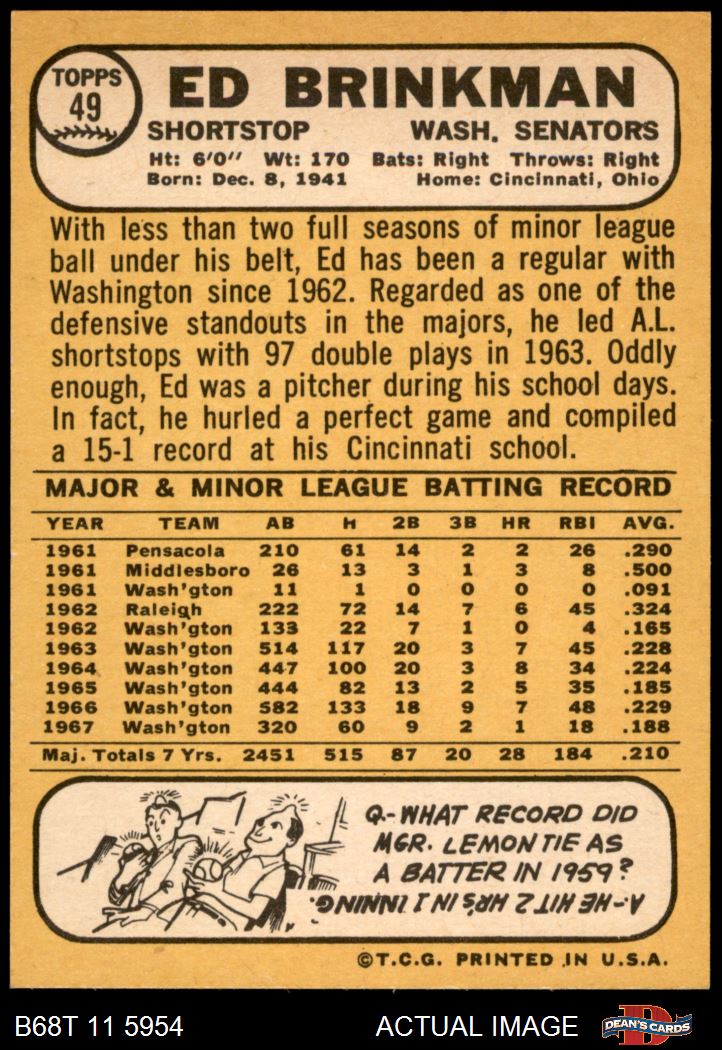 TOPPS
49
ED BRINKMAN
SHORTSTOP WASH. SENATORS
Ht: 6'0" Wt: 170 Bats: Right Throws: Right
Born: Dec. 8, 1941 Home: Cincinnati, Ohio
With less than two full seasons of minor league
ball under his belt, Ed has been a regular with
Washington since 1962. Regarded as one of the
defensive standouts in the majors, he led A.L.
shortstops with 97 double plays in 1963. Oddly
enough, Ed was a pitcher during his school days.
In fact, he hurled a perfect game and compiled
a 15-1 record at his Cincinnati school.
MAJOR & MINOR LEAGUE BATTING RECORD
YEAR TEAM AB H 2B 3B HR RBI AVG.
1961 Pensacola 210 61 14 2 2 26 .290
1961 Middlesboro 26 13 3 1 3 8 .500
1961 Wash'gton 11 1 0 0 0 0 .091
1962 Raleigh 222 72 14 7 6 45 .324
1962 Wash'gton 133 22 7 1 0 4 .165
1963 Wash'gton 514 117 20 3 7 45 .228
1964 Wash'gton 447 100 20 3 8 34 .224
1965 Wash'gton 444 82 13 2 5 35 .185
1966 Wash'gton 582 133 18 9 7 48 .229
1967 Wash'gton 320 60 9 2 1 18 .188
Maj. Totals 7 Yrs. 2451 515 87 20 28 184 .210
Q.-WHAT RECORD DID
MGR. LEMON TIE AS
A BATTER IN 1959?
A-HE HIT 2 HRS IN 1 INNING.
©T.C.G. PRINTED IN U.S.A.
B68T 11 5954 ACTUAL IMAGE
DEAN'S CARDS